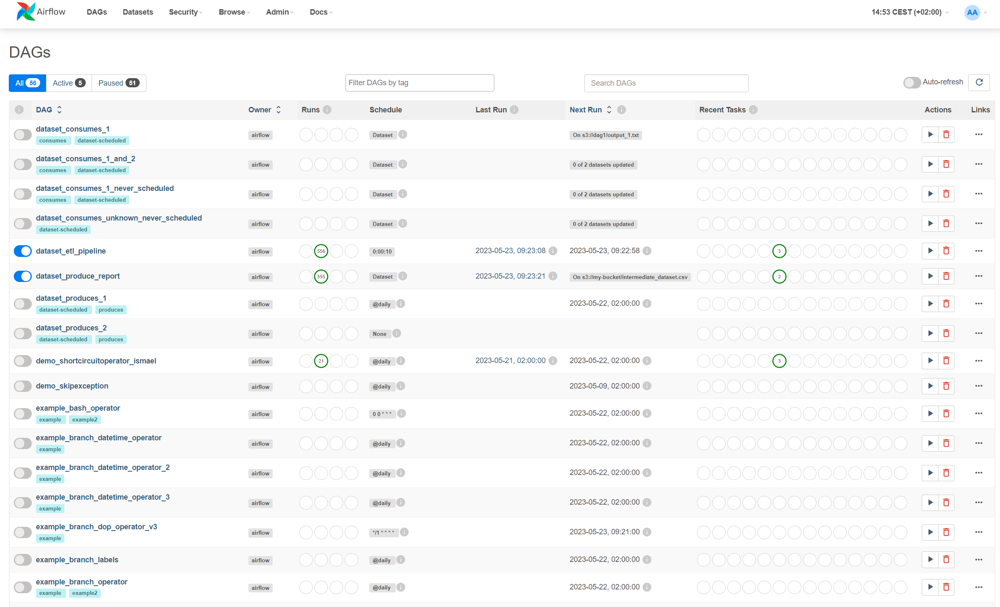 Airflow DAGs Datasets Security Browse Admin Docs 14:53 CEST (+02:00) AA
DAGs
All 56 Active 5 Paused 51 Filter DAGs by tag Search DAGs Auto-refresh
DAG Owner Runs Schedule Last Run Next Run Recent Tasks Actions Links
dataset_consumes_1
consumes dataset-scheduled airflow Dataset On s3://dag1/output_1.txt
dataset_consumes_1_and_2
consumes dataset-scheduled airflow Dataset 0 of 2 datasets updated
dataset_consumes_1_never_scheduled
consumes dataset-scheduled airflow Dataset 0 of 2 datasets updated
dataset_consumes_unknown_never_scheduled
dataset-scheduled airflow Dataset 0 of 2 datasets updated
dataset_etl_pipeline airflow 556 0:00:10 2023-05-23, 09:23:08 2023-05-23, 09:22:58 3
dataset_produce_report airflow 555 Dataset 2023-05-23, 09:23:21 On s3://my-bucket/intermediate_dataset.csv 2
dataset_produces_1
dataset-scheduled produces airflow @daily 2023-05-22, 02:00:00
dataset_produces_2
dataset-scheduled produces airflow None
demo_shortcircuitoperator_ismael airflow 21 @daily 2023-05-21, 02:00:00 2023-05-22, 02:00:00 3
demo_skipexception airflow @daily 2023-05-09, 02:00:00
example_bash_operator
example example2 airflow 0 0 * * * 2023-05-22, 02:00:00
example_branch_datetime_operator
example airflow @daily 2023-05-22, 02:00:00
example_branch_datetime_operator_2
example airflow @daily 2023-05-22, 02:00:00
example_branch_datetime_operator_3
example airflow @daily 2023-05-22, 02:00:00
example_branch_dop_operator_v3
example airflow */1 * * * * 2023-05-23, 09:21:00
example_branch_labels airflow @daily 2023-05-22, 02:00:00
example_branch_operator
example example2 airflow @daily 2023-05-22, 02:00:00